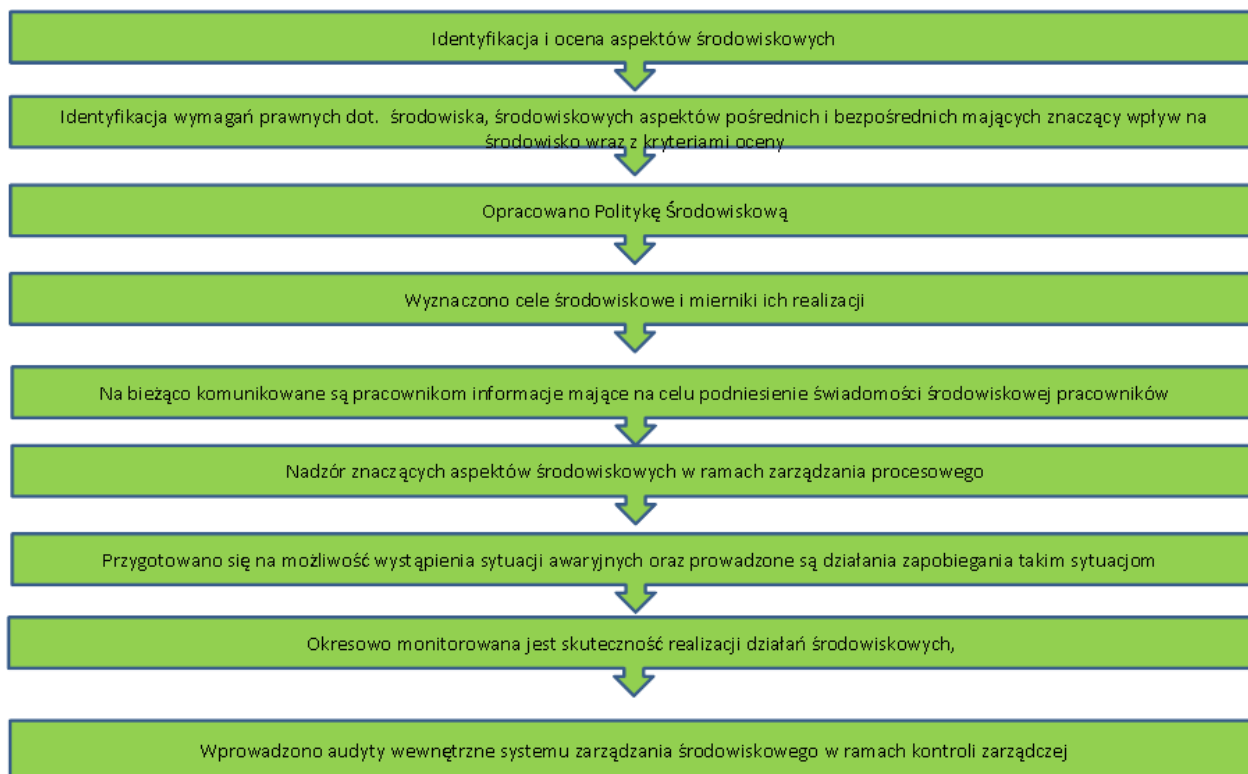 Identyfikacja i ocena aspektów środowiskowych
Identyfikacja wymagań prawnych dot. środowiska, środowiskowych aspektów pośrednich i bezpośrednich mających znaczący wpływ na
środowisko wraz z kryteriami oceny
Opracowano Politykę Środowiskową
Wyznaczono cele środowiskowe i mierniki ich realizacji
Na bieżąco komunikowane są pracownikom informacje mające na celu podniesienie świadomości środowiskowej pracowników
Nadzór znaczących aspektów środowiskowych w ramach zarządzania procesowego
Przygotowano się na możliwość wystąpienia sytuacji awaryjnych oraz prowadzone są działania zapobiegania takim sytuacjom
Okresowo monitorowana jest skuteczność realizacji działań środowiskowych,
Wprowadzono audyty wewnętrzne systemu zarządzania środowiskowego w ramach kontroli zarządczej